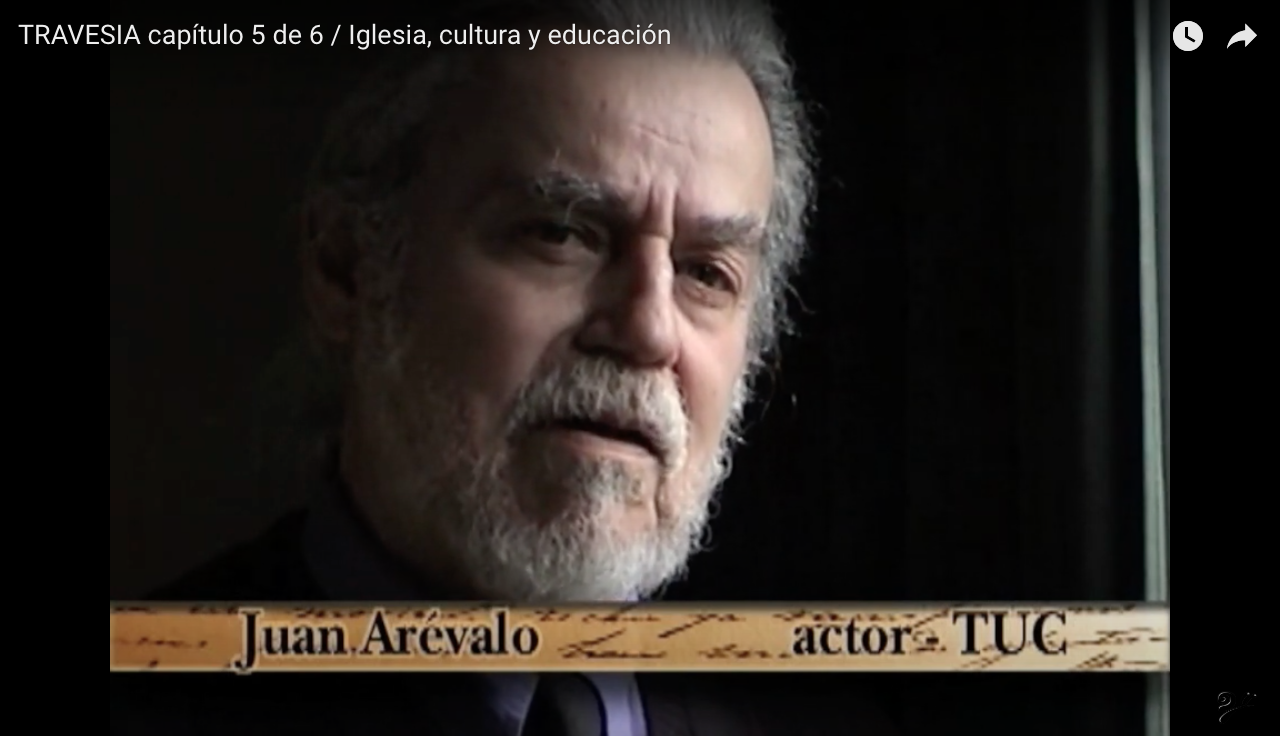 TRAVESIA capítulo 5 de 6 / Iglesia, cultura y educación
Juan Arévalo actor - TUC